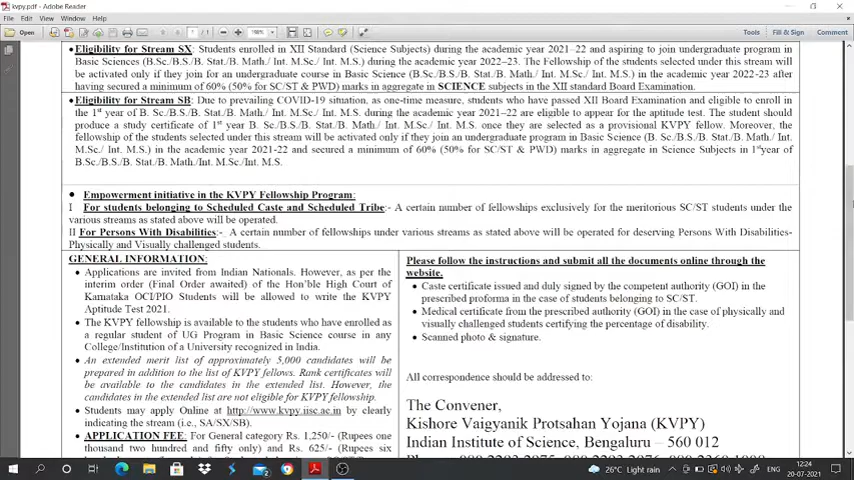 kvpy.pdf - Adobe Reader
File Edit View Window Help
Open
Tools Fill & Sign Comment
Eligibility for Stream SX: Students enrolled in XII Standard (Science Subjects) during the academic year 2021-22 and aspiring to join undergraduate program in
Basic Sciences (B.Sc./B.S./B. Stat./B. Math./ Int. M.Sc./ Int. M.S.) during the academic year 2022-23. The Fellowship of the students selected under this stream will
be activated only if they join for an undergraduate course in Basic Science (B.Sc./B.S./B. Stat./B. Math./ Int. M.Sc./ Int. M.S.) in the academic year 2022-23 after
having secured a minimum of 60% (50% for SC/ST & PWD) marks in aggregate in SCIENCE subjects in the XII standard Board Examination.
Eligibility for Stream SB: Due to prevailing COVID-19 situation, as one-time measure, students who have passed XII Board Examination and eligible to enroll in
the 1st year of B. Sc./B.S./B. Stat./B. Math/ Int. M.Sc./ Int. M.S. during the academic year 2021-22 are eligible to appear for the aptitude test. The student should
produce a study certificate of 1st year B. Sc./B.S./B. Stat./B. Math./ Int. M.Sc./ Int. M.S. once they are selected as a provisional KVPY fellow. Moreover, the
fellowship of the students selected under this stream will be activated only if they join an undergraduate program in Basic Science (B. Sc./B.S./B. Stat./B. Math./ Int.
M.Sc./ Int. M.S.) in the academic year 2021-22 and secured a minimum of 60% (50% for SC/ST & PWD) marks in aggregate in Science Subjects in 1st year of
B.Sc./B.S./B. Stat./B. Math./Int. M.Sc./Int. M.S.
• Empowerment initiative in the KVPY Fellowship Program:
I For students belonging to Scheduled Caste and Scheduled Tribe:- A certain number of fellowships exclusively for the meritorious SC/ST students under the
various streams as stated above will be operated.
II For Persons With Disabilities:- A certain number of fellowships under various streams as stated above will be operated for deserving Persons With Disabilities-
Physically and Visually challenged students.
GENERAL INFORMATION:
• Applications are invited from Indian Nationals. However, as per the
interim order (Final Order awaited) of the Hon'ble High Court of
Karnataka OCI/PIO Students will be allowed to write the KVPY
Aptitude Test 2021.
• The KVPY fellowship is available to the students who have enrolled as
a regular student of UG Program in Basic Science course in any
College/Institution of a University recognized in India.
• An extended merit list of approximately 5,000 candidates will be
prepared in addition to the list of KVPY fellows. Rank certificates will
be available to the candidates in the extended list. However, the
candidates in the extended list are not eligible for KVPY fellowship.
• Students may apply Online at http://www.kvpy.iisc.ac.in by clearly
indicating the stream (i.e., SA/SX/SB).
• APPLICATION FEE: For General category Rs. 1,250/- (Rupees one
thousand two hundred and fifty only) and Rs. 625/- (Rupees six
Please follow the instructions and submit all the documents online through the
website.
• Caste certificate issued and duly signed by the competent authority (GOI) in the
prescribed proforma in the case of students belonging to SC/ST.
• Medical certificate from the prescribed authority (GOI) in the case of physically and
visually challenged students certifying the percentage of disability.
• Scanned photo & signature.
All correspondence should be addressed to:
The Convener,
Kishore Vaigyanik Protsahan Yojana (KVPY)
Indian Institute of Science, Bengaluru – 560 012
26°C Light rain
ENG
12:24
20-07-2021